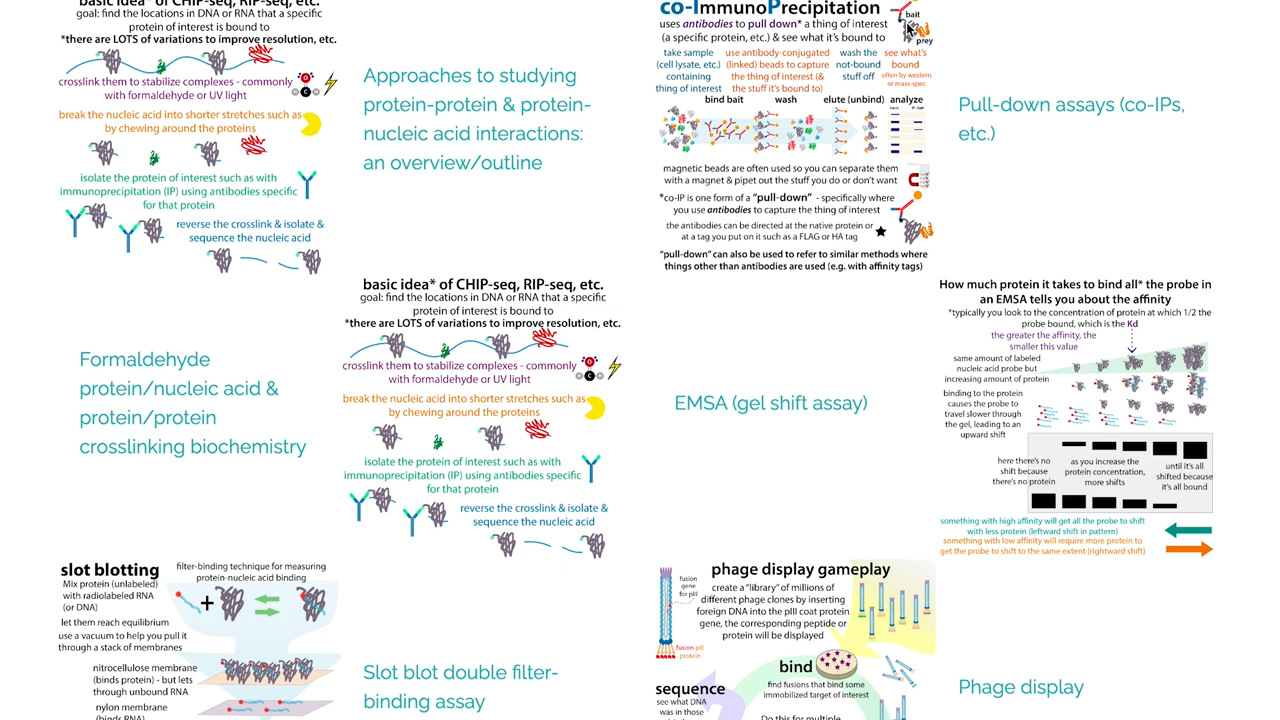 basic idea* of CHIP-seq, RIP-seq, etc.
goal: find the locations in DNA or RNA that a specific
protein of interest is bound to
*there are LOTS of variations to improve resolution, etc.
crosslink them to stabilize complexes - commonly
with formaldehyde or UV light
break the nucleic acid into shorter stretches such as
by chewing around the proteins
isolate the protein of interest such as with
immunoprecipitation (IP) using antibodies specific
for that protein
reverse the crosslink & isolate &
sequence the nucleic acid
Approaches to studying
protein-protein & protein-
nucleic acid interactions:
an overview/outline
co-ImmunoPrecipitation
uses antibodies to pull down* a thing of interest
(a specific protein, etc.) & see what it's bound to
bait
prey
take sample
(cell lysate, etc.)
containing
thing of interest
use antibody-conjugated
(linked) beads to capture
the thing of interest (&
the stuff it's bound to)
wash the
not-bound
stuff off
see what's
bound
often by western
or mass-spec
bind bait
wash
elute (unbind)
analyze
magnetic beads are often used so you can separate them
with a magnet & pipet out the stuff you do or don't want
*co-IP is one form of a "pull-down" - specifically where
you use antibodies to capture the thing of interest
the antibodies can be directed at the native protein or
at a tag you put on it such as a FLAG or HA tag
"pull-down" can also be used to refer to similar methods where
things other than antibodies are used (e.g. with affinity tags)
Pull-down assays (co-IPs,
etc.)
Formaldehyde
protein/nucleic acid &
protein/protein
crosslinking biochemistry
basic idea* of CHIP-seq, RIP-seq, etc.
goal: find the locations in DNA or RNA that a specific
protein of interest is bound to
*there are LOTS of variations to improve resolution, etc.
crosslink them to stabilize complexes - commonly
with formaldehyde or UV light
break the nucleic acid into shorter stretches such as
by chewing around the proteins
isolate the protein of interest such as with
immunoprecipitation (IP) using antibodies specific
for that protein
reverse the crosslink & isolate &
sequence the nucleic acid
EMSA (gel shift assay)
How much protein it takes to bind all* the probe in
an EMSA tells you about the affinity
*typically you look to the concentration of protein at which 1/2 the
probe bound, which is the Kd
the greater the affinity, the
smaller this value
same amount of labeled
nucleic acid probe but
increasing amount of protein
binding to the protein
causes the probe to
travel slower through
the gel, leading to an
upward shift
here there's no
shift because
there's no protein
as you increase the
protein concentration,
more shifts
until it's all
shifted because
it's all bound
something with high affinity will get all the probe to shift
with less protein (leftward shift in pattern)
something with low affinity will require more protein to
get the probe to shift to the same extent (rightward shift)
slot blotting
filter-binding technique for measuring
protein-nucleic acid binding
Mix protein (unlabeled)
with radiolabeled RNA
(or DNA)
let them reach equilibrium
use a vacuum to help you pull it
through a stack of membranes
nitrocellulose membrane
(binds protein) - but lets
through unbound RNA
nylon membrane
(binds RNA)
Slot blot double filter-
binding assay
phage display gameplay
fusion
gene
for pIII
create a "library" of millions of
different phage clones by inserting
foreign DNA into the pIII coat protein
gene, the corresponding peptide or
protein will be displayed
fusion pIII
protein
bind
find fusions that bind some
immobilized target of interest
sequence
see what DNA
was in those
Do this for multiple
Phage display